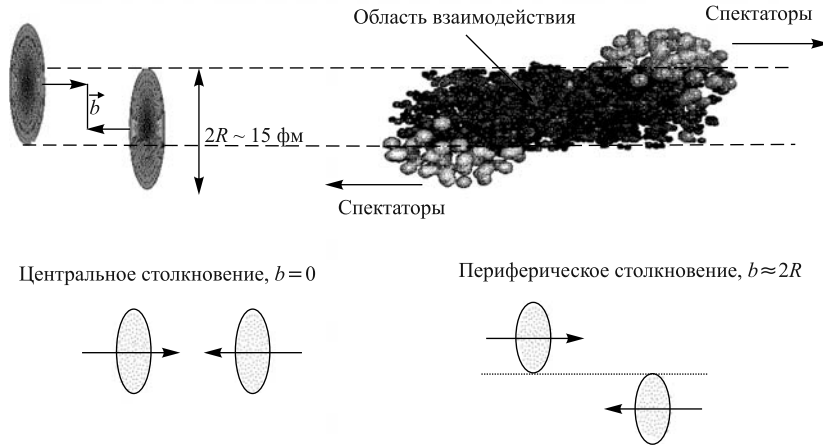 Область взаимодействия
Спектаторы
b
2R ~ 15 фм
Спектаторы
Центральное столкновение, b = 0
Периферическое столкновение, b ≈ 2R